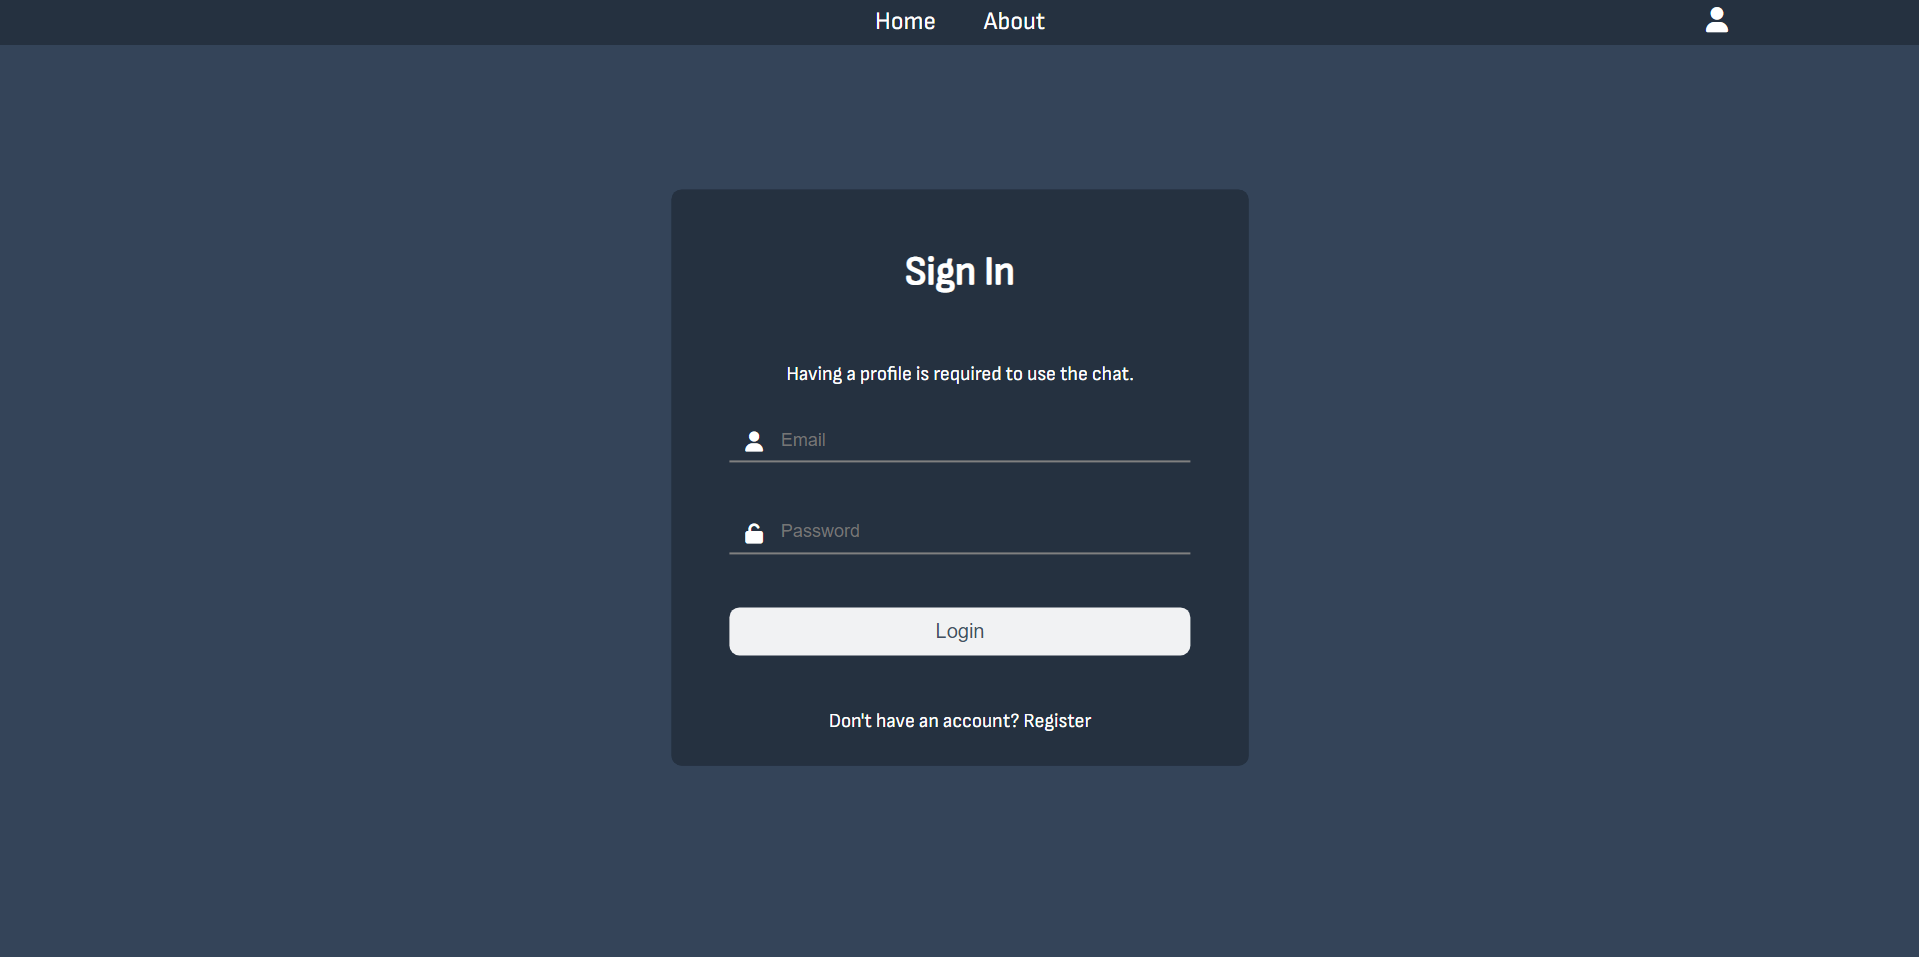 Home About
Sign In
Having a profile is required to use the chat.
Email
Password
Login
Don't have an account? Register